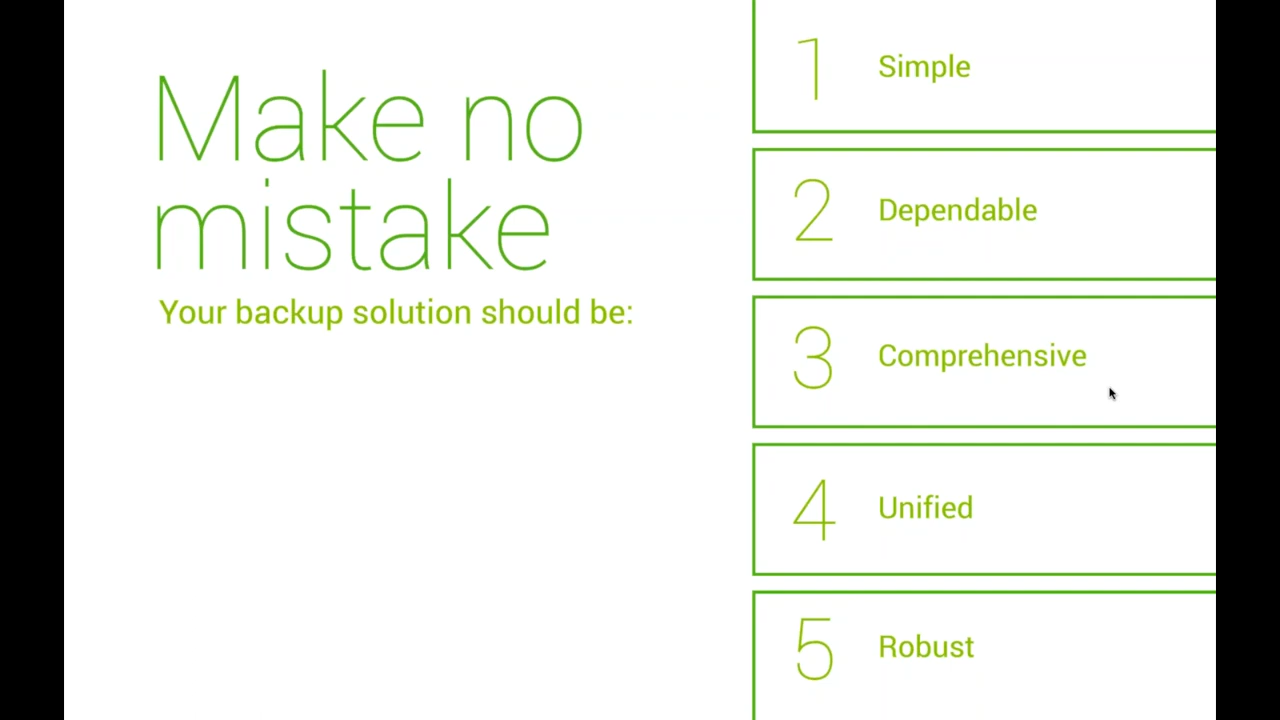 Make no
mistake
Your backup solution should be:
1 Simple
2 Dependable
3 Comprehensive
4 Unified
5 Robust